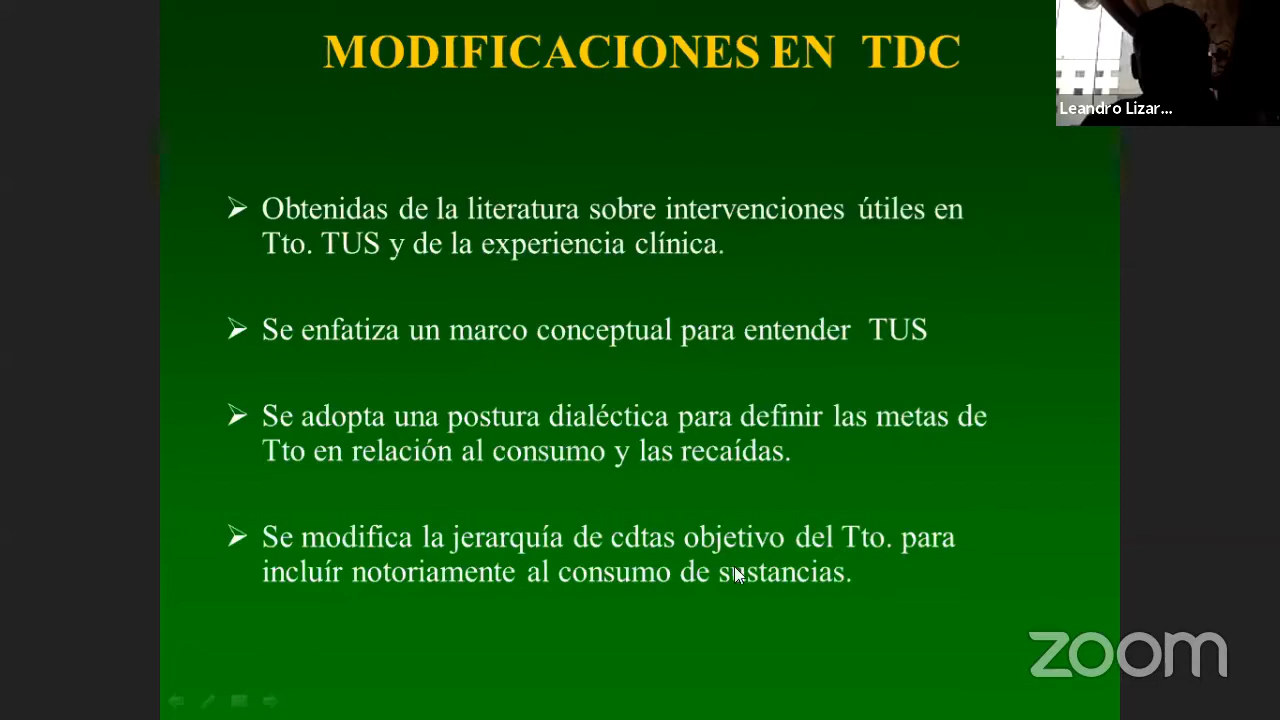 MODIFICACIONES EN TDC
Leandro Lizar...
Obtenidas de la literatura sobre intervenciones útiles en
Tto. TUS y de la experiencia clínica.
Se enfatiza un marco conceptual para entender TUS
Se adopta una postura dialéctica para definir las metas de
Tto en relación al consumo y las recaídas.
Se modifica la jerarquía de cdtas objetivo del Tto. para
incluír notoriamente al consumo de sustancias.
zoom